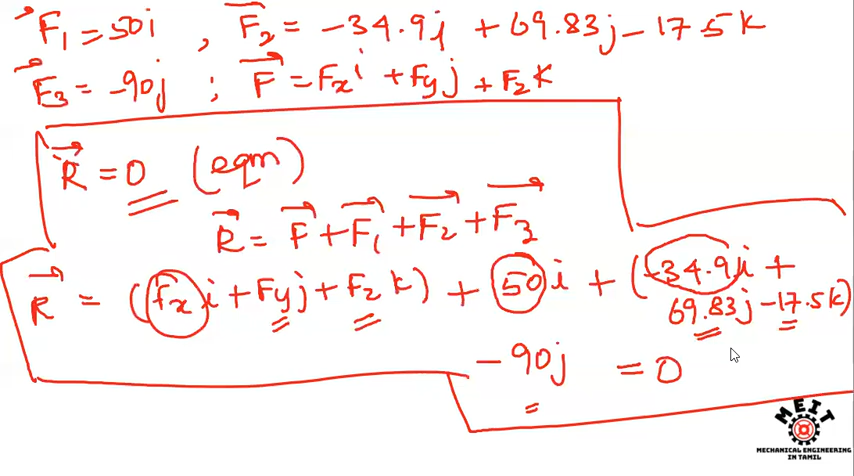 F₁ = 50i , F₂ = -34.9i + 69.83j - 17.5k
F₃ = -90j ; F = Fxi + Fyj + Fzk
R = 0 (eqm)
R = F + F₁ + F₂ + F₃
R = (fxi + Fyj + Fzk) + 50i + (-34.9i +
69.83j - 17.5k)
-90j = 0
MEIT
MECHANICAL ENGINEERING
IN TAMIL